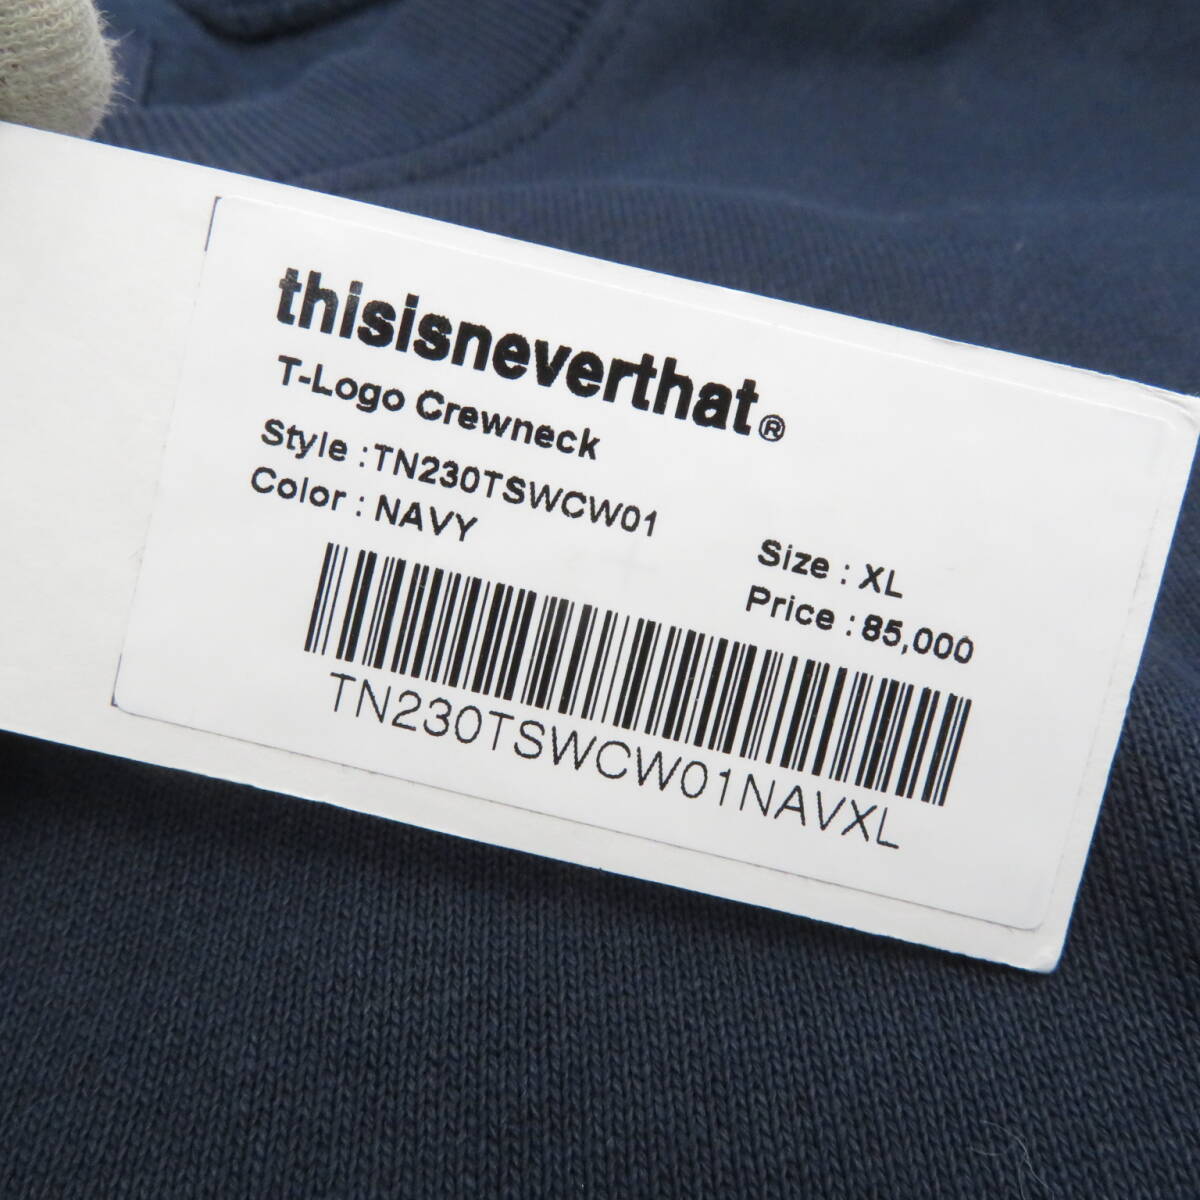 thisisneverthat®
T-Logo Crewneck
Style :TN230TSWCW01
Color : NAVY
Size : XL
Price :85,000
TN230TSWCW01NAVXL